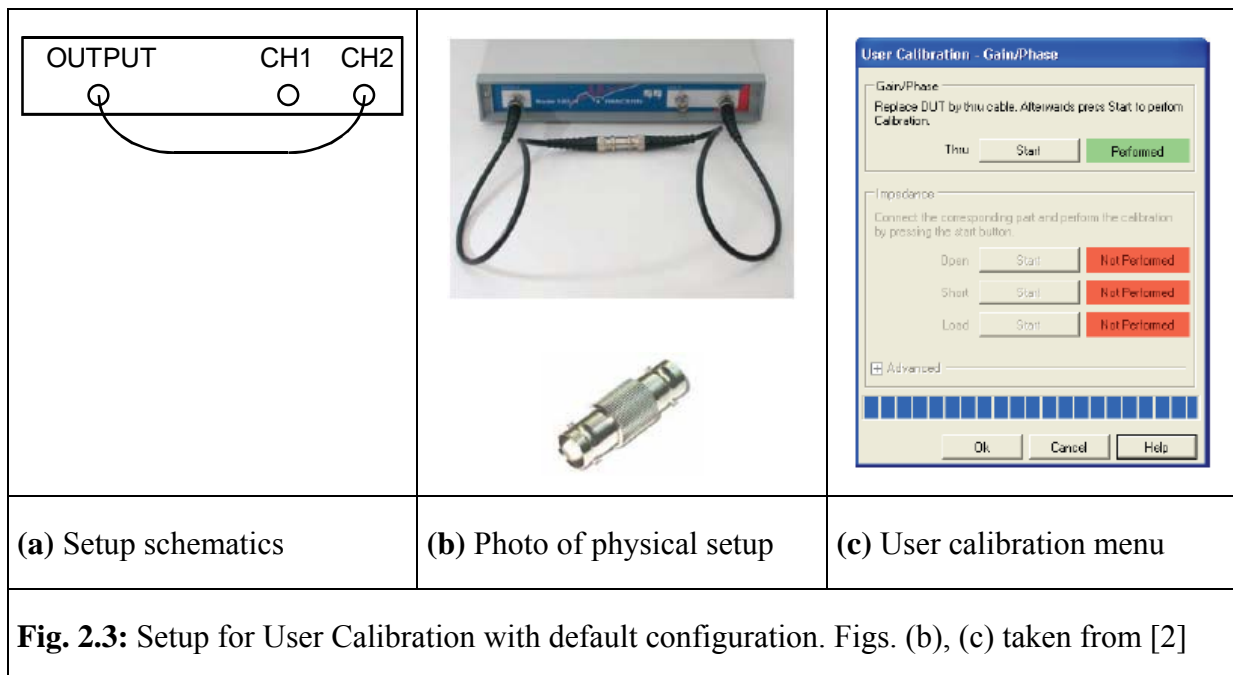 OUTPUT CH1 CH2
User Calibration - Gain/Phase
Gain/Phase
Replace DUT by thru cable. Afterwards press Start to perform
Calibration.
Thru Start Performed
Impedance
Connect the corresponding part and perform the calibration
by pressing the start button.
Open Start Not Performed
Short Start Not Performed
Load Start Not Performed
Advanced
Ok Cancel Help
(a) Setup schematics
(b) Photo of physical setup
(c) User calibration menu
Fig. 2.3: Setup for User Calibration with default configuration. Figs. (b), (c) taken from [2]